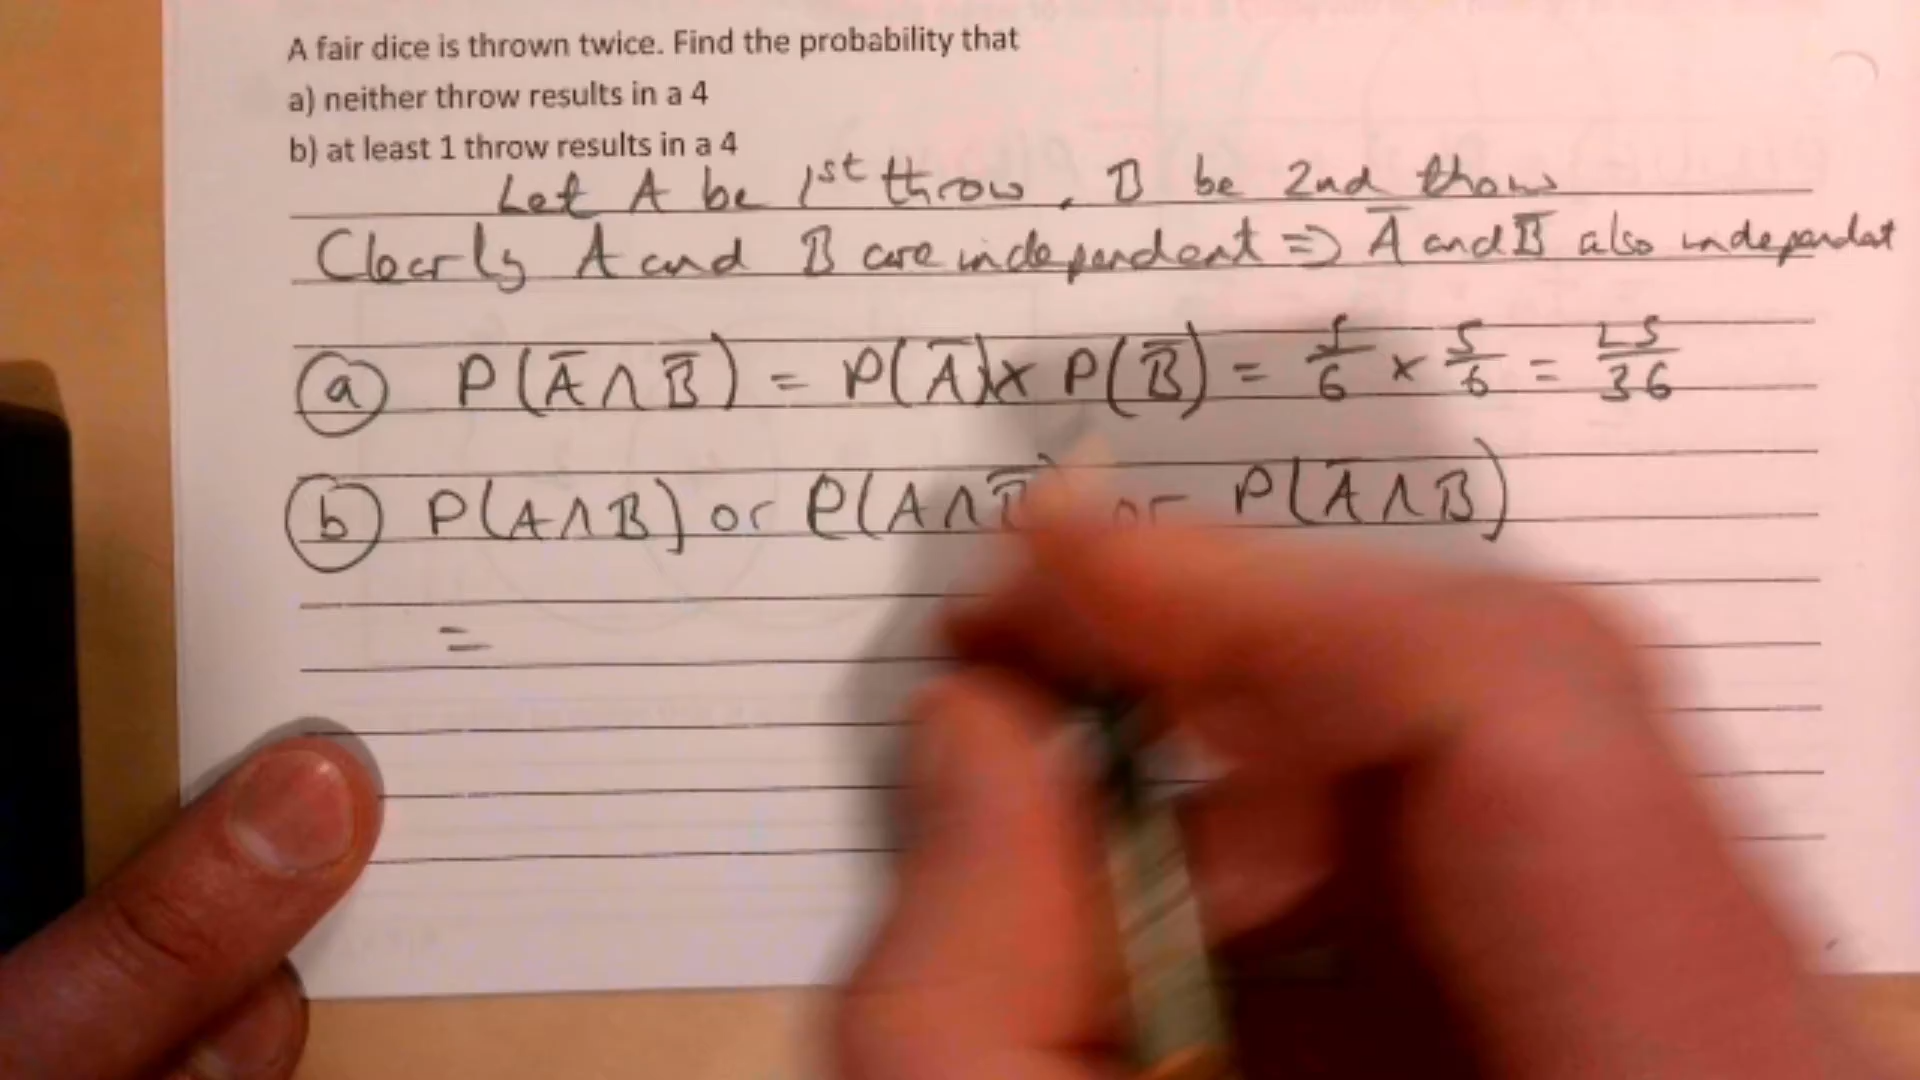 A fair dice is thrown twice. Find the probability that
a) neither throw results in a 4
b) at least 1 throw results in a 4
Let A be 1st throw, B be 2nd thow
Clearly A and B are independent => A̅ and B̅ also independat
(a) P(A̅ ∩ B̅) = P(A̅) x P(B̅) = 5/6 x 5/6 = 25/36
(b) P(A∩B) or P(A∩B̅) or P(A̅∩B)
=